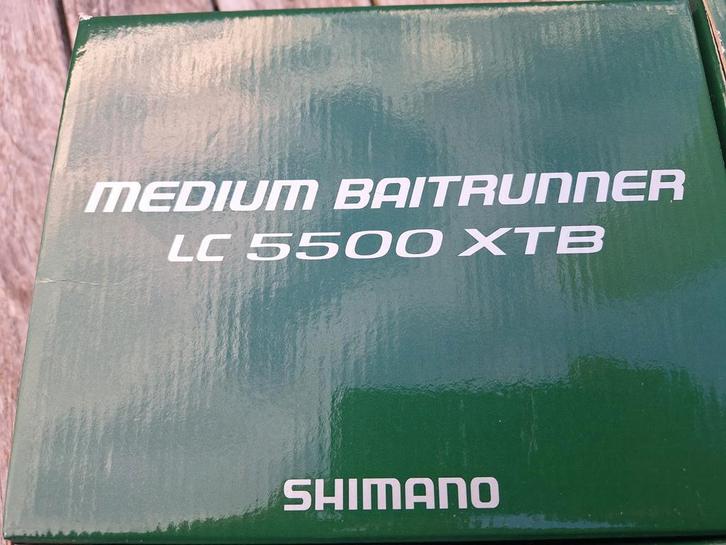 MEDIUM BAITRUNNER
LC 5500 XTB
SHIMANO